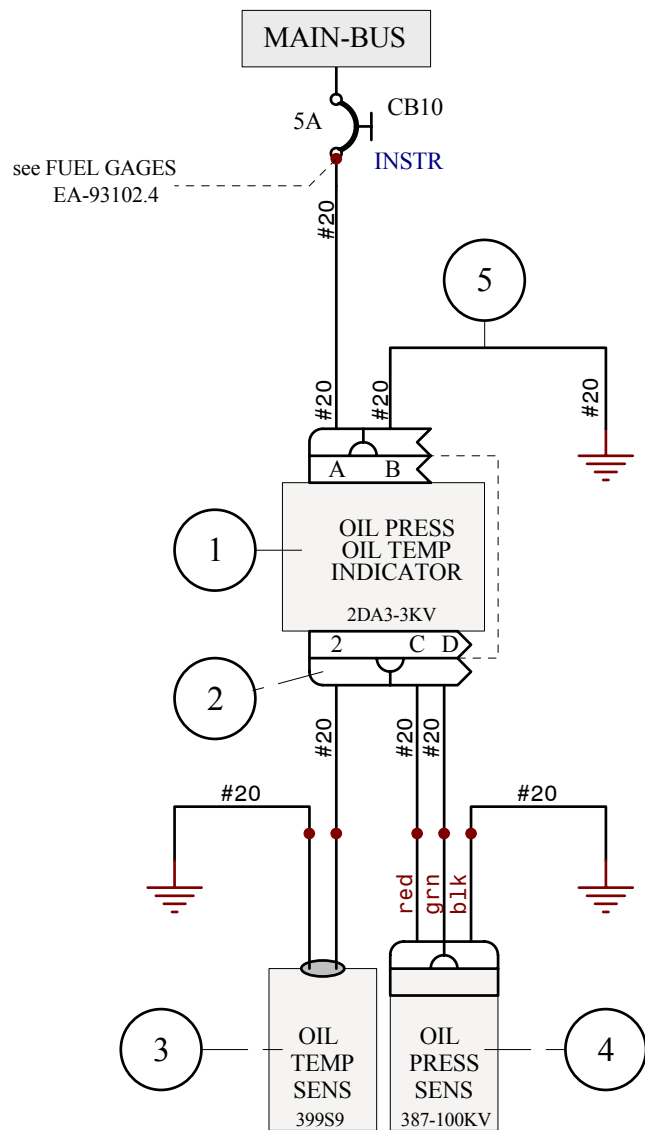 MAIN-BUS
5A
CB10
INSTR
see FUEL GAGES
EA-93102.4
#20
5
#20
#20
#20
A B
1
OIL PRESS
OIL TEMP
INDICATOR
2DA3-3KV
2 C D
2
#20
#20
#20
#20
#20
red
grn
blk
3
OIL
TEMP
SENS
399S9
OIL
PRESS
SENS
387-100KV
4